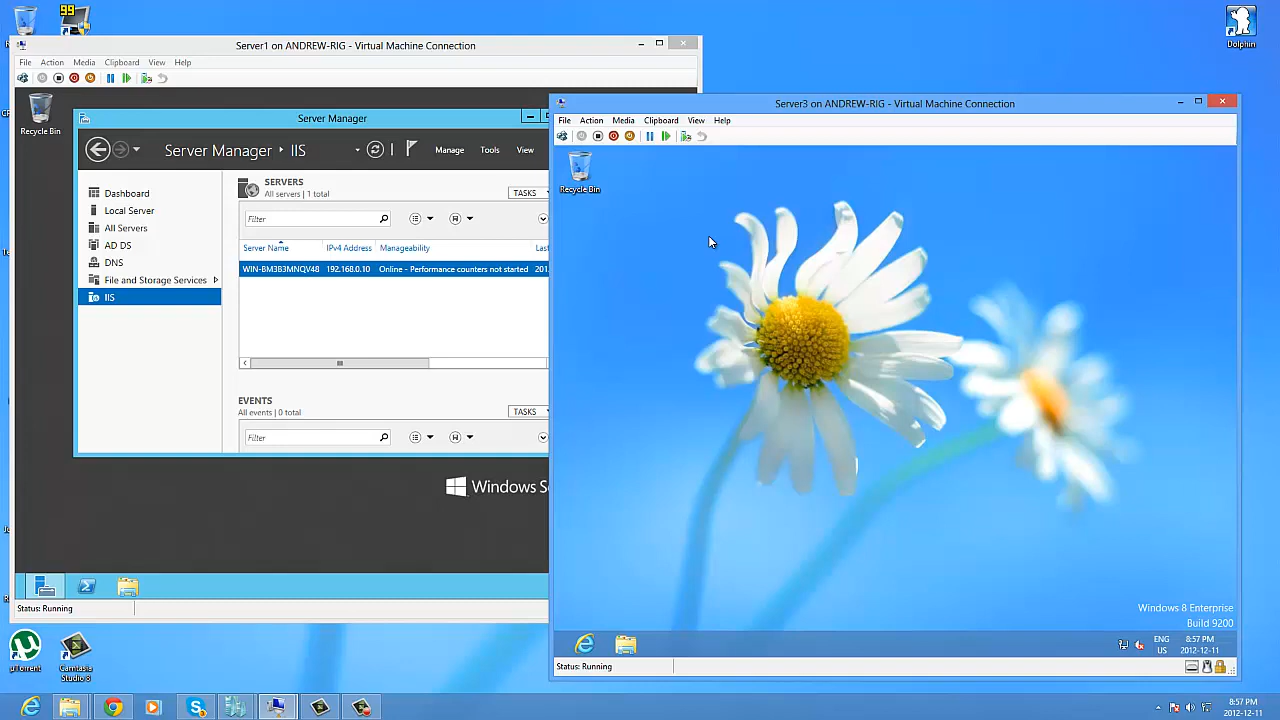 99
Dolphin
Server1 on ANDREW-RIG - Virtual Machine Connection
File Action Media Clipboard View Help
Recycle Bin
Server Manager
Server Manager ‣ IIS
Manage Tools View
Dashboard
Local Server
All Servers
AD DS
DNS
File and Storage Services
IIS
SERVERS
All servers | 1 total
TASKS
Filter
Server Name IPv4 Address Manageability Las
WIN-BM3B3MNQV48 192.168.0.10 Online - Performance counters not started 201
EVENTS
All events | 0 total
TASKS
Filter
Windows Se
Status: Running
Server3 on ANDREW-RIG - Virtual Machine Connection
File Action Media Clipboard View Help
Recycle Bin
Windows 8 Enterprise
Build 9200
ENG
US
8:57 PM
2012-12-11
Status: Running
µTorrent
Camtasia
Studio 8
8:57 PM
2012-12-11